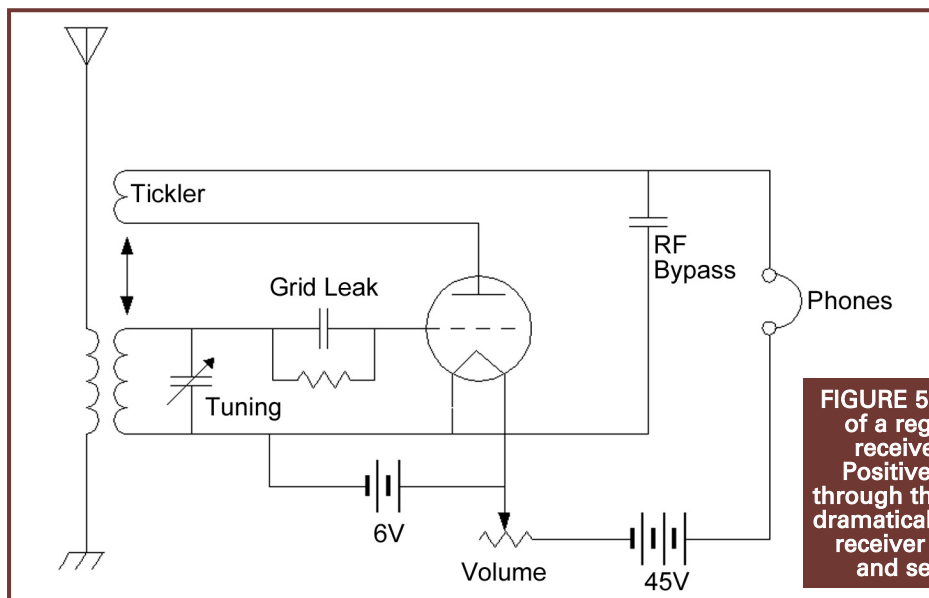 Tickler
Grid Leak
RF
Bypass
Phones
Tuning
6V
Volume
45V
FIGURE 5
of a reg
receive
Positive
through th
dramatical
receiver
and se